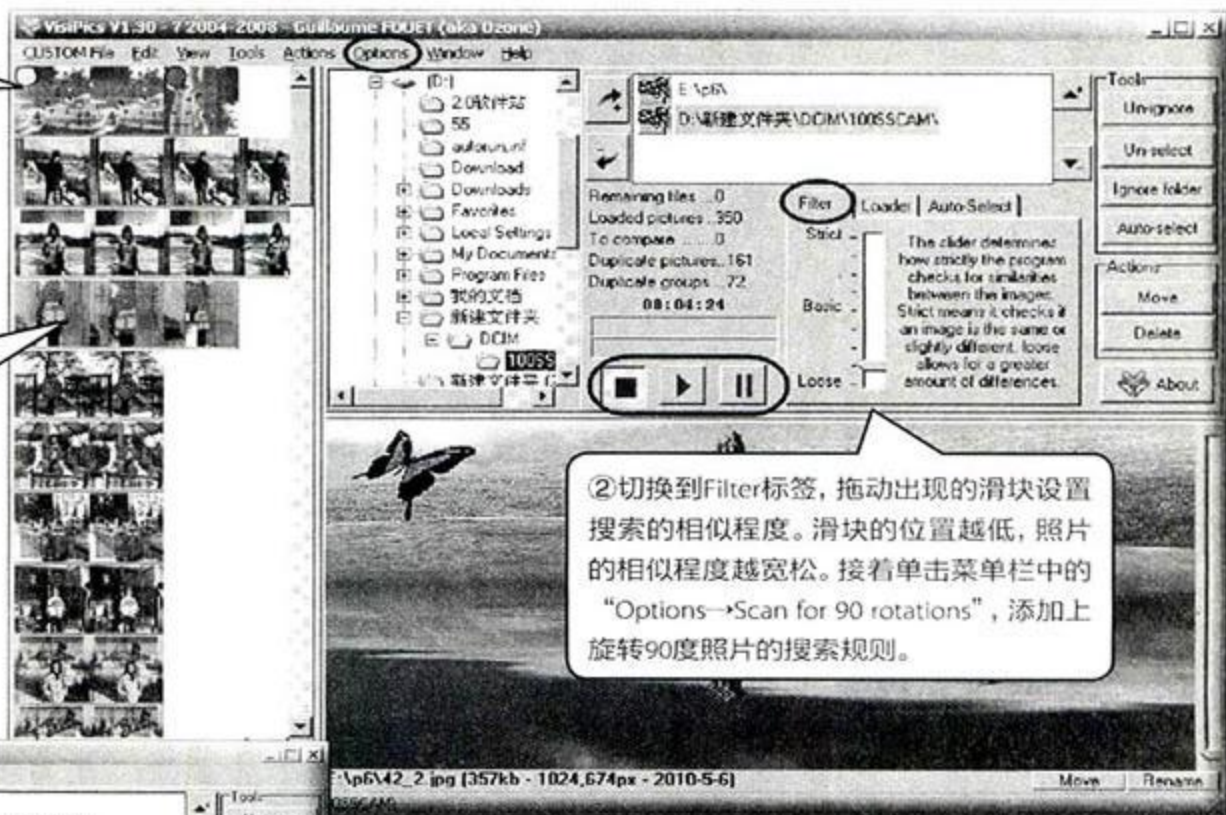 VisiPics V1.30 - ? 2004-2008 - Guillaume FOUET (aka Ozone)
CUSTOM File Edit View Tools Actions Options Window Help
(D:)
2.0软件站
55
autorun.inf
Download
Downloads
Favorites
Local Settings
My Documents
Program Files
我的文档
新建文件夹
DCIM
100SS
新建文件夹 (
E:\p6\
D:\新建文件夹\DCIM\100SSCAM\
Remaining files ...0
Loaded pictures ..350
To compare .......0
Duplicate pictures..161
Duplicate groups ..72
00:04:24
Filter Loader Auto-Select
Strict
Basic
Loose
The slider determines
how strictly the program
checks for similarities
between the images.
Strict means it checks if
an image is the same or
slightly different, loose
allows for a greater
amount of differences.
Tools
Un-ignore
Un-select
Ignore folder
Auto-select
Actions
Move
Delete
About
②切换到Filter标签,拖动出现的滑块设置
搜索的相似程度。滑块的位置越低,照片
的相似程度越宽松。接着单击菜单栏中的
“Options→Scan for 90 rotations”,添加上
旋转90度照片的搜索规则。
E:\p6\42_2.jpg (357kb - 1024,674px - 2010-5-6)
Move Rename
Tools